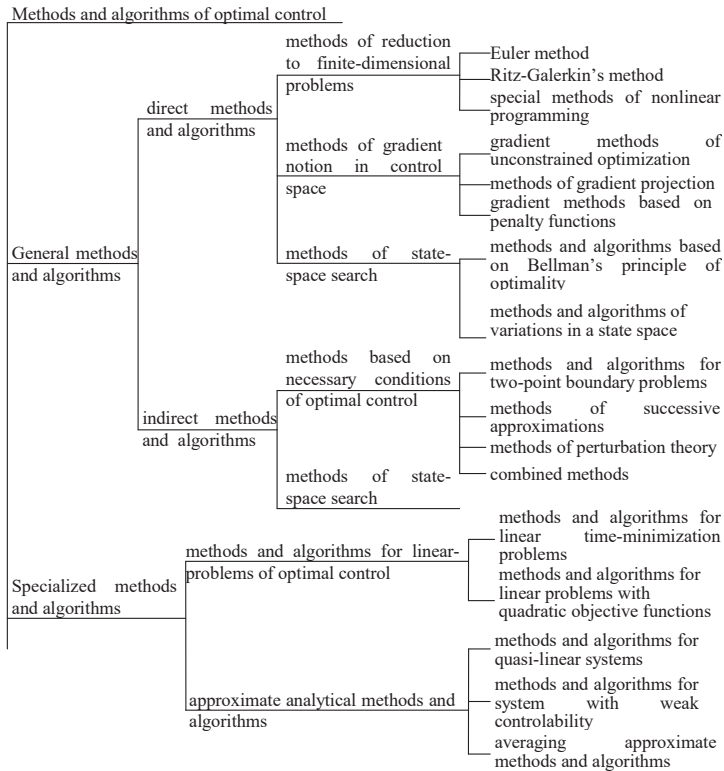 Methods and algorithms of optimal control
methods of reduction
to finite-dimensional
problems
Euler method
Ritz-Galerkin's method
special methods of nonlinear
programming
direct methods
and algorithms
methods of gradient
notion in control
space
gradient methods of
unconstrained optimization
methods of gradient projection
gradient methods based on
penalty functions
General methods
and algorithms
methods of state-
space search
methods and algorithms based
on Bellman's principle of
optimality
methods and algorithms of
variations in a state space
indirect methods
and algorithms
methods based on
necessary conditions
of optimal control
methods and algorithms for
two-point boundary problems
methods of successive
approximations
methods of perturbation theory
combined methods
methods of state-
space search
Specialized methods
and algorithms
methods and algorithms for linear-
problems of optimal control
methods and algorithms for
linear time-minimization
problems
methods and algorithms for
linear problems with
quadratic objective functions
approximate analytical methods and
algorithms
methods and algorithms for
quasi-linear systems
methods and algorithms for
system with weak
controlability
averaging approximate
methods and algorithms